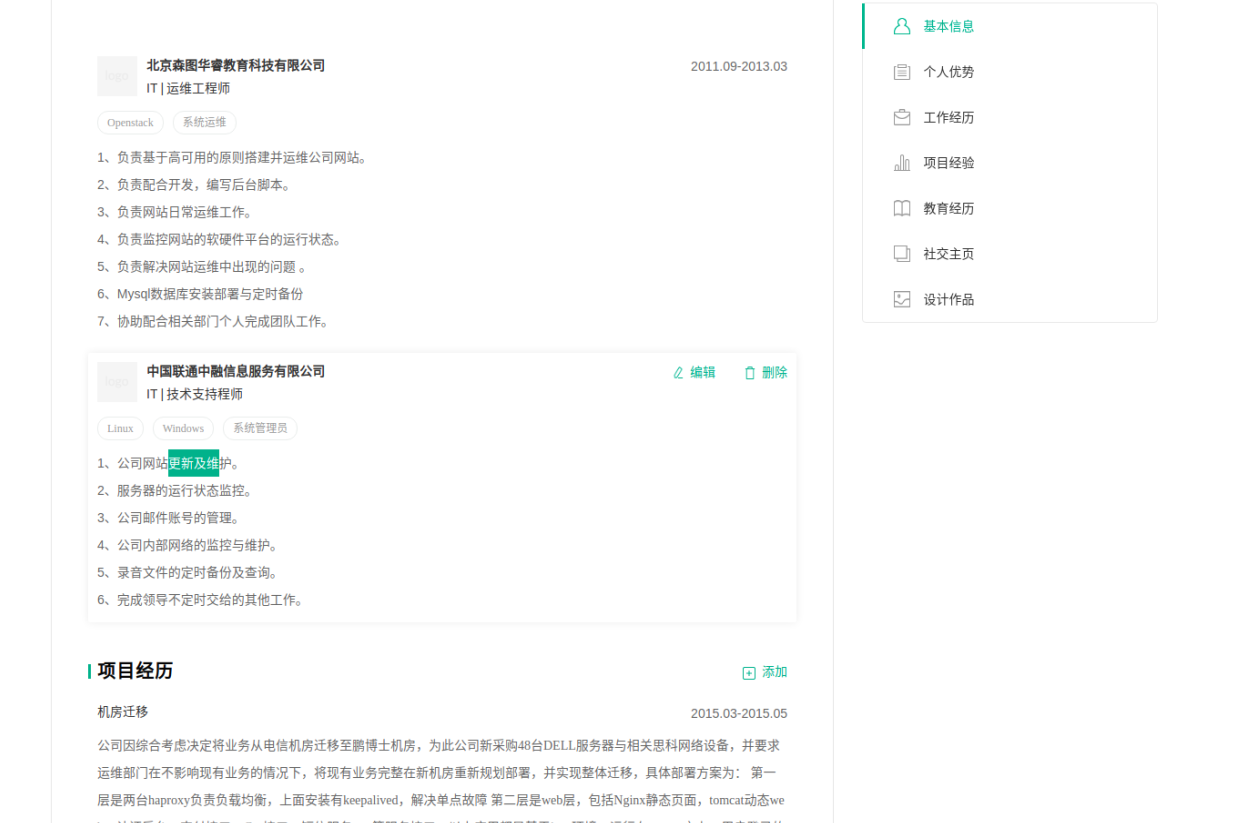 基本信息
个人优势
工作经历
项目经验
教育经历
社交主页
设计作品
logo
北京森图华睿教育科技有限公司
2011.09-2013.03
IT | 运维工程师
Openstack 系统运维
1、负责基于高可用的原则搭建并运维公司网站。
2、负责配合开发，编写后台脚本。
3、负责网站日常运维工作。
4、负责监控网站的软硬件平台的运行状态。
5、负责解决网站运维中出现的问题 。
6、Mysql数据库安装部署与定时备份
7、协助配合相关部门个人完成团队工作。
logo
中国联通中融信息服务有限公司
编辑 删除
IT | 技术支持程师
Linux Windows 系统管理员
1、公司网站更新及维护。
2、服务器的运行状态监控。
3、公司邮件账号的管理。
4、公司内部网络的监控与维护。
5、录音文件的定时备份及查询。
6、完成领导不定时交给的其他工作。
项目经历
添加
机房迁移
2015.03-2015.05
公司因综合考虑决定将业务从电信机房迁移至鹏博士机房，为此公司新采购48台DELL服务器与相关思科网络设备，并要求
运维部门在不影响现有业务的情况下，将现有业务完整在新机房重新规划部署，并实现整体迁移，具体部署方案为： 第一
层是两台haproxy负责负载均衡，上面安装有keepalived，解决单点故障 第二层是web层，包括Nginx静态页面，tomcat动态we